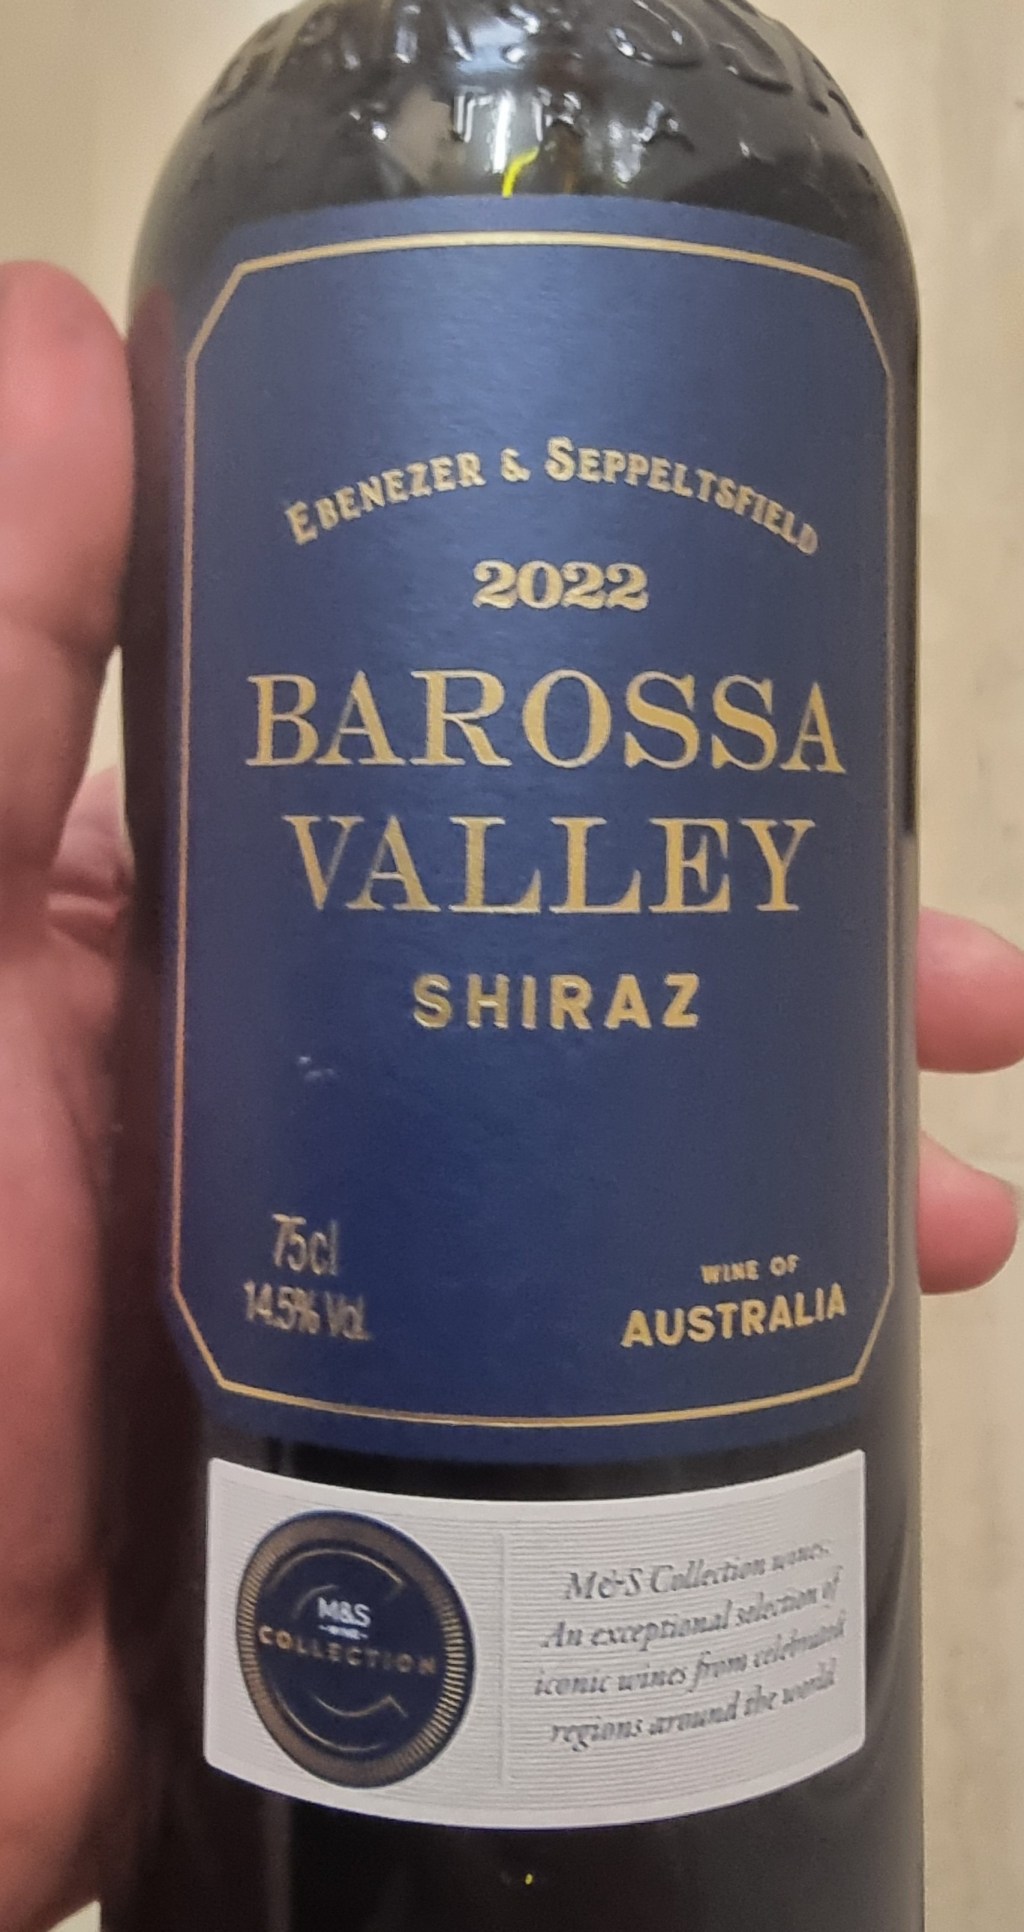 EBENEZER & SEPPELTSFIELD
2022
BAROSSA
VALLEY
SHIRAZ
75cl
14.5% Vol.
WINE OF
AUSTRALIA
M&S
WINE
COLLECTION
M&S Collection wines:
An exceptional selection of
iconic wines from celebrated
regions around the world.